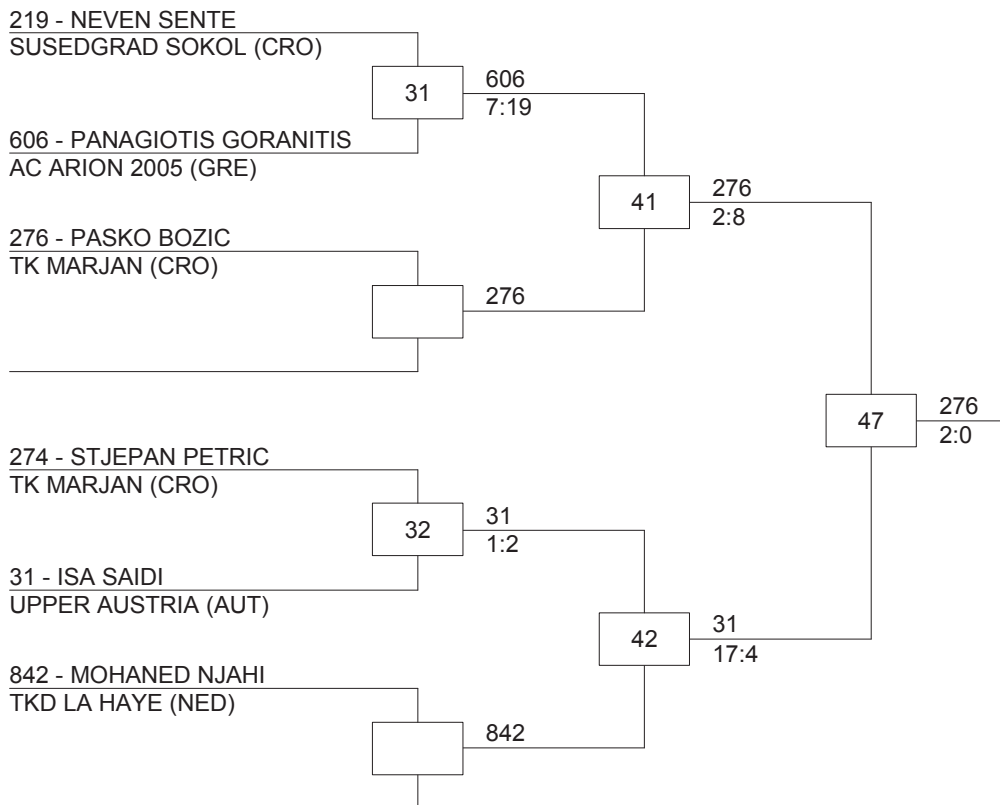 219 - NEVEN SENTE
SUSEDGRAD SOKOL (CRO)
31
606
7:19
606 - PANAGIOTIS GORANITIS
AC ARION 2005 (GRE)
41
276
2:8
276 - PASKO BOZIC
TK MARJAN (CRO)
276
47
276
2:0
274 - STJEPAN PETRIC
TK MARJAN (CRO)
32
31
1:2
31 - ISA SAIDI
UPPER AUSTRIA (AUT)
42
31
17:4
842 - MOHANED NJAHI
TKD LA HAYE (NED)
842